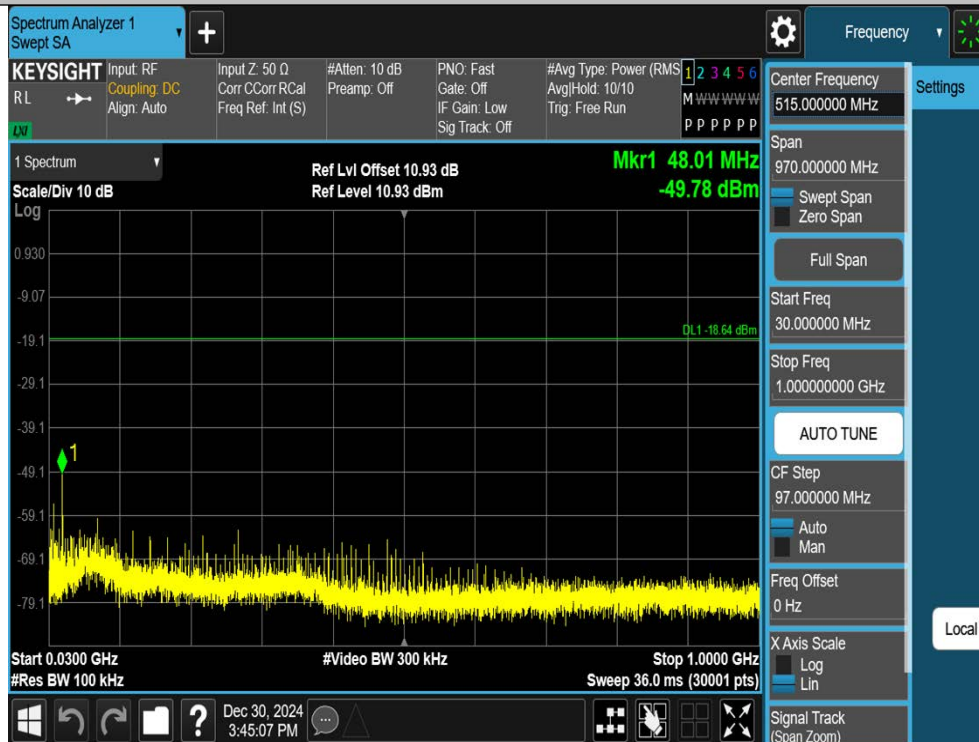 Spectrum Analyzer 1
Swept SA
+
Frequency
KEYSIGHT
RL
LXI
Input: RF
Coupling: DC
Align: Auto
Input Z: 50 Ω
Corr CCorr RCal
Freq Ref: Int (S)
#Atten: 10 dB
Preamp: Off
PNO: Fast
Gate: Off
IF Gain: Low
Sig Track: Off
#Avg Type: Power (RMS
Avg|Hold: 10/10
Trig: Free Run
1 2 3 4 5 6
M W W W W W
P P P P P P
1 Spectrum
Scale/Div 10 dB
Log
Ref Lvl Offset 10.93 dB
Ref Level 10.93 dBm
Mkr1 48.01 MHz
-49.78 dBm
0.930
-9.07
-19.1
-29.1
-39.1
-49.1
-59.1
-69.1
-79.1
DL1 -18.64 dBm
1
Start 0.0300 GHz
#Res BW 100 kHz
#Video BW 300 kHz
Stop 1.0000 GHz
Sweep 36.0 ms (30001 pts)
?
Dec 30, 2024
3:45:07 PM
Center Frequency
515.000000 MHz
Span
970.000000 MHz
Swept Span
Zero Span
Full Span
Start Freq
30.000000 MHz
Stop Freq
1.000000000 GHz
AUTO TUNE
CF Step
97.000000 MHz
Auto
Man
Freq Offset
0 Hz
X Axis Scale
Log
Lin
Signal Track
(Span Zoom)
Settings
Local